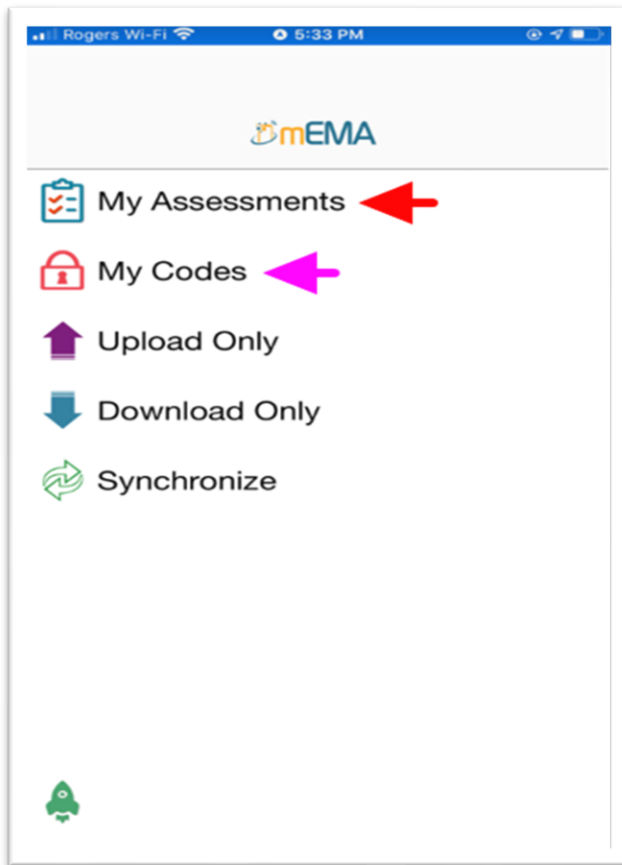 Rogers Wi-Fi 5:33 PM
mEMA
My Assessments
My Codes
Upload Only
Download Only
Synchronize